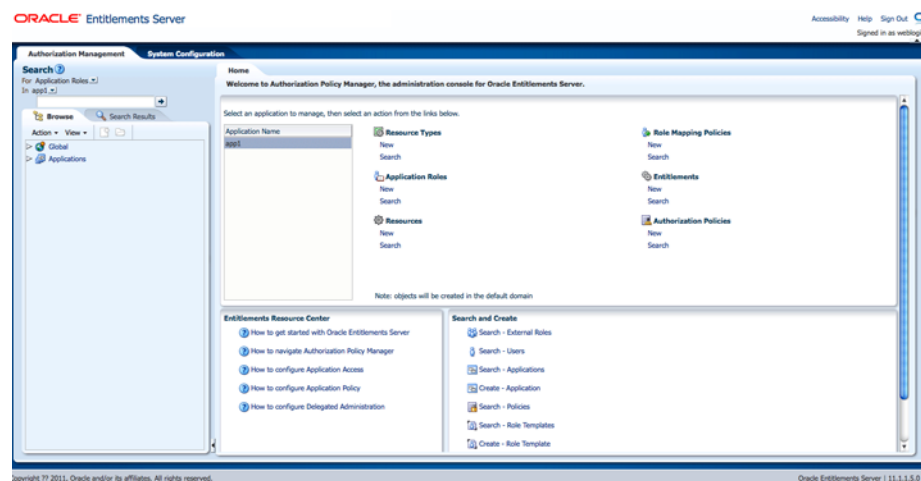 ORACLE Entitlements Server
Accessibility Help Sign Out
Signed in as weblogi
Authorization Management System Configuration
Search
For Application Roles
In app1
Browse Search Results
Action View
Global
Applications
Home
Welcome to Authorization Policy Manager, the administration console for Oracle Entitlements Server.
Select an application to manage, then select an action from the links below.
Application Name
app1
Resource Types
New
Search
Application Roles
New
Search
Resources
New
Search
Role Mapping Policies
New
Search
Entitlements
New
Search
Authorization Policies
New
Search
Note: objects will be created in the default domain
Entitlements Resource Center
How to get started with Oracle Entitlements Server
How to navigate Authorization Policy Manager
How to configure Application Access
How to configure Application Policy
How to configure Delegated Administration
Search and Create
Search - External Roles
Search - Users
Search - Applications
Create - Application
Search - Policies
Search - Role Templates
Create - Role Template
Copyright ?? 2011, Oracle and/or its affiliates. All rights reserved.
Oracle Entitlements Server | 11.1.1.5.0